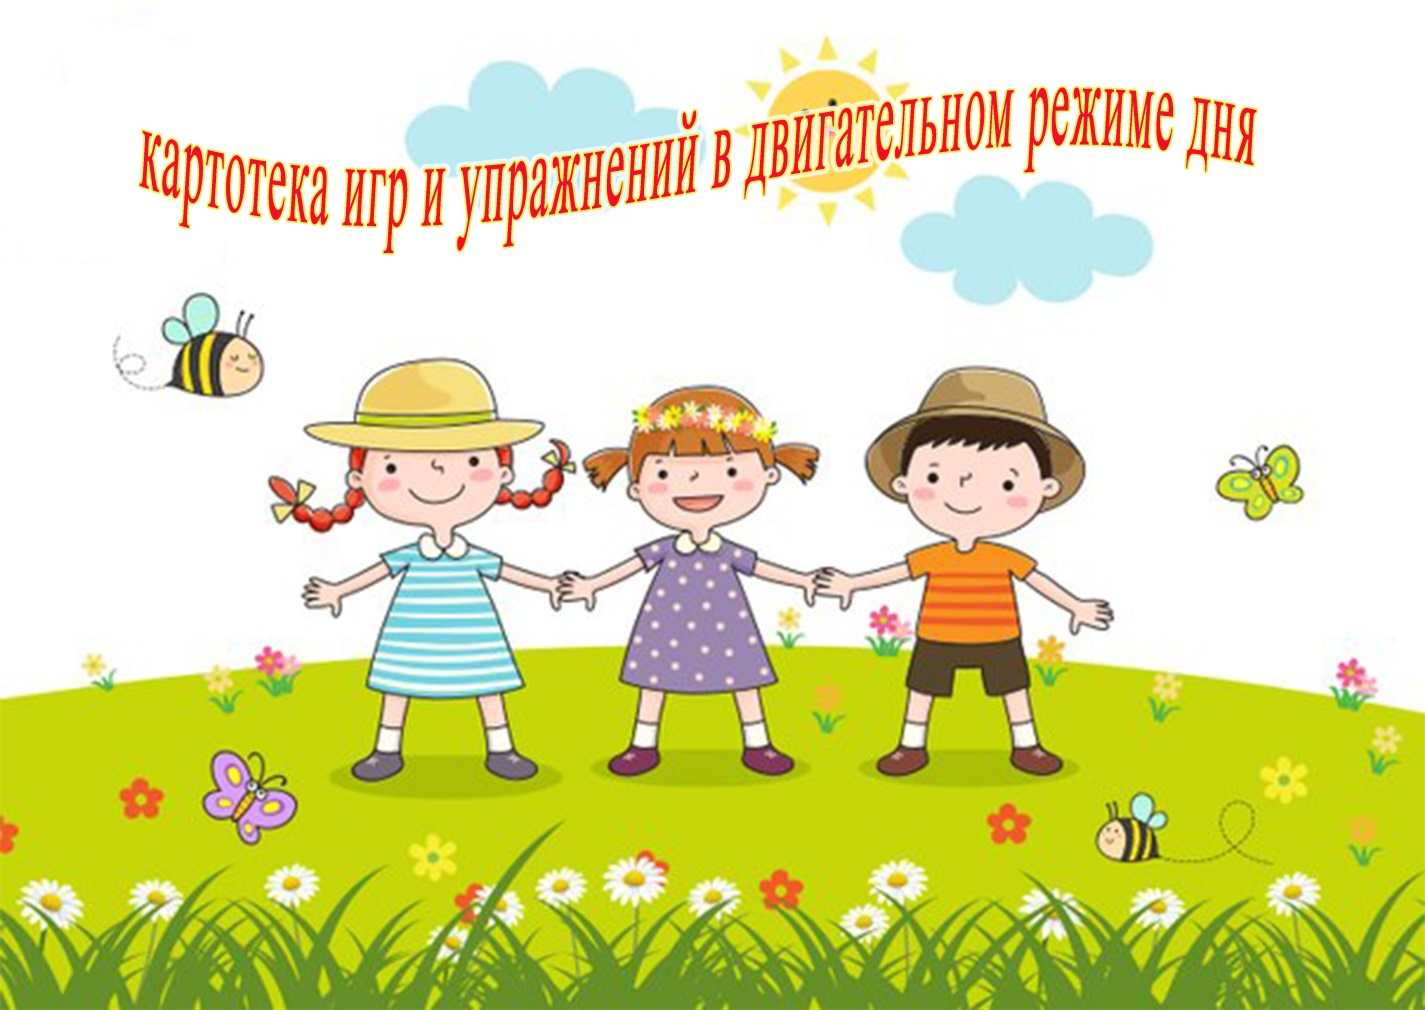 картотека игр и упражнений в двигательном режиме дня